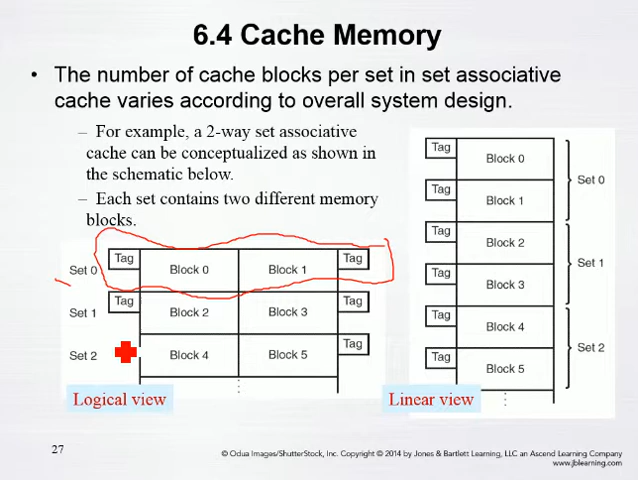 6.4 Cache Memory
• The number of cache blocks per set in set associative
cache varies according to overall system design.
– For example, a 2-way set associative
cache can be conceptualized as shown in
the schematic below.
– Each set contains two different memory
blocks.
Tag Tag
Set 0 Block 0 Block 1
Tag Tag
Set 1 Block 2 Block 3
Tag
Set 2 Block 4 Block 5
Logical view
Tag Block 0
Set 0
Tag Block 1
Tag Block 2
Set 1
Tag Block 3
Tag Block 4
Set 2
Tag Block 5
Linear view
27
© Odua Images/ShutterStock, Inc. Copyright © 2014 by Jones & Bartlett Learning, LLC an Ascend Learning Company
www.jblearning.com